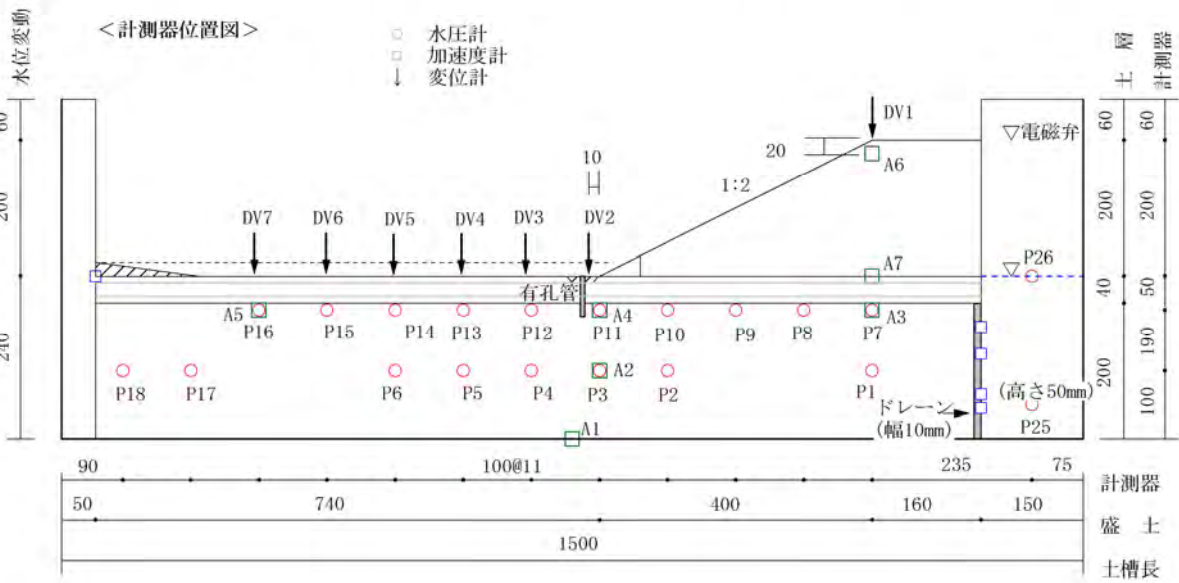 ＜計測器位置図＞
水圧計
加速度計
変位計
水位変動
土 層
計測器
60
200
240
DV1
▽電磁弁
60
60
20
A6
10
1:2
200
200
DV7
DV6
DV5
DV4
DV3
DV2
A7
P26
有孔管
40
50
A5
P16
P15
P14
P13
P12
P11
A4
P10
P9
P8
P7
A3
190
200
100
P18
P17
P6
P5
P4
P3
A2
P2
P1
(高さ50mm)
ドレーン
(幅10mm)
P25
A1
90
100@11
235
75
計測器
50
740
400
160
150
盛 土
1500
土槽長